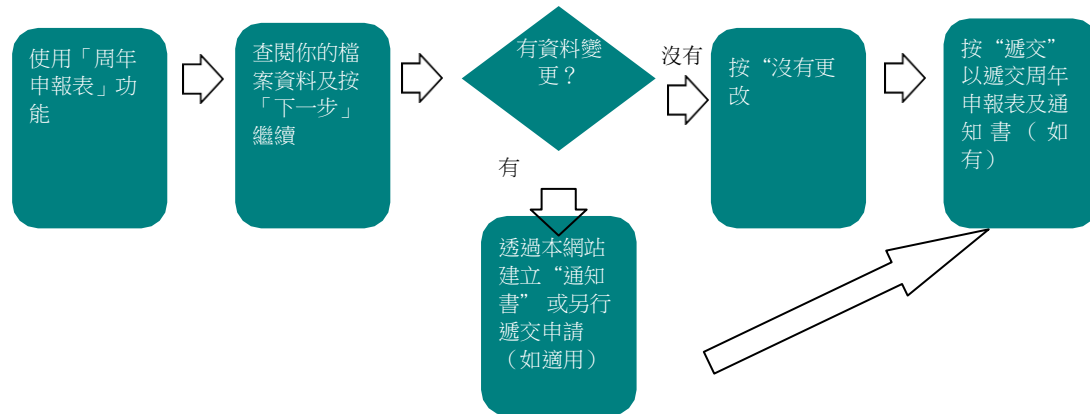 使用「周年
申報表」功
能
查閱你的檔
案資料及按
「下一步」
繼續
有資料變
更？
沒有
按“沒有更
改
按“遞交”
以遞交周年
申報表及通
知書（如
有）
有
透過本網站
建立“通知
書” 或另行
遞交申請
（如適用）